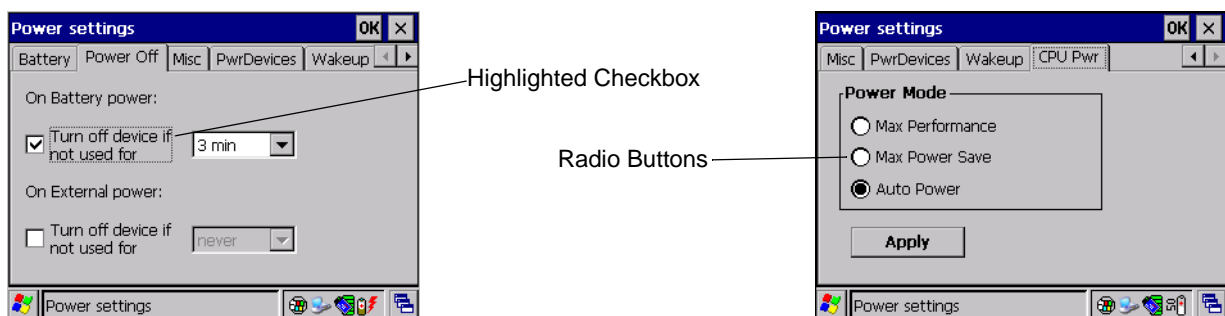 Power settings OK
Battery Power Off Misc PwrDevices Wakeup
On Battery power:
Turn off device if
not used for
3 min
On External power:
Turn off device if
not used for
never
Power settings
Highlighted Checkbox
Radio Buttons
Power settings OK
Misc PwrDevices Wakeup CPU Pwr
Power Mode
Max Performance
Max Power Save
Auto Power
Apply
Power settings